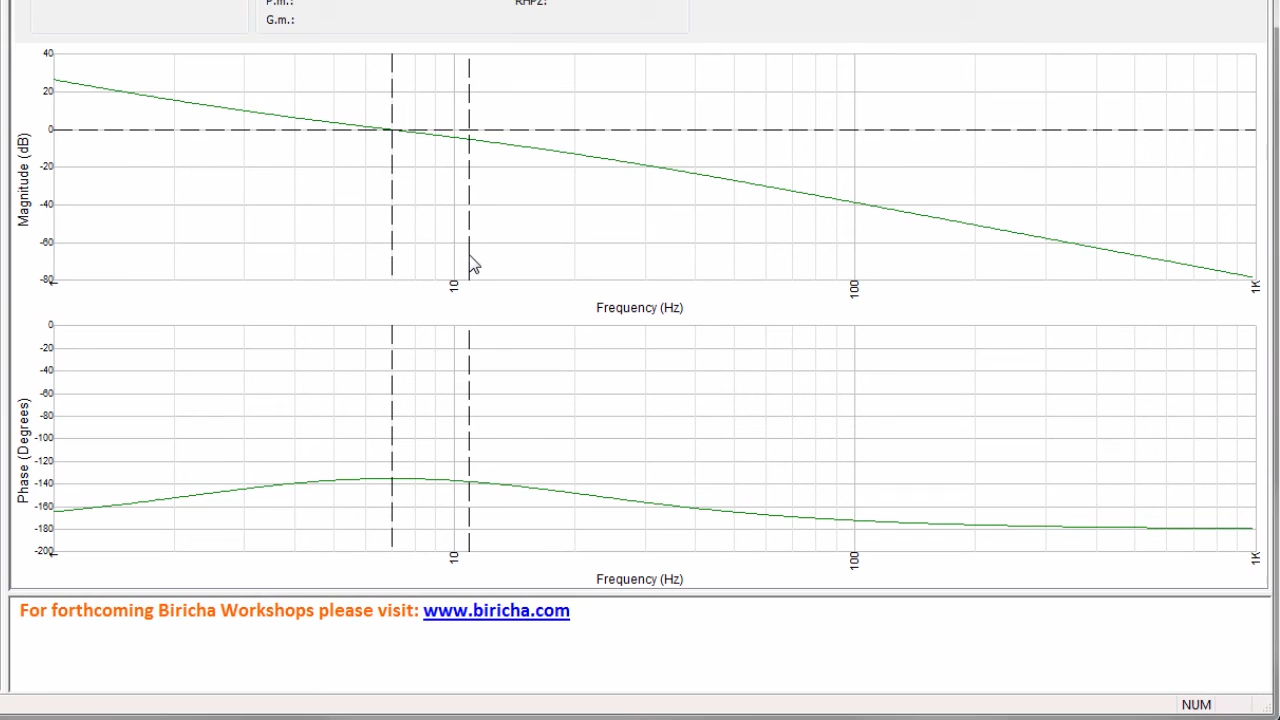 P.m.:
RHPZ:
G.m.:
40
20
0
-20
-40
-60
-80
Magnitude (dB)
10
100
1K
Frequency (Hz)
0
-20
-40
-60
-80
-100
-120
-140
-160
-180
-200
Phase (Degrees)
10
100
1K
Frequency (Hz)
For forthcoming Biricha Workshops please visit: www.biricha.com
NUM